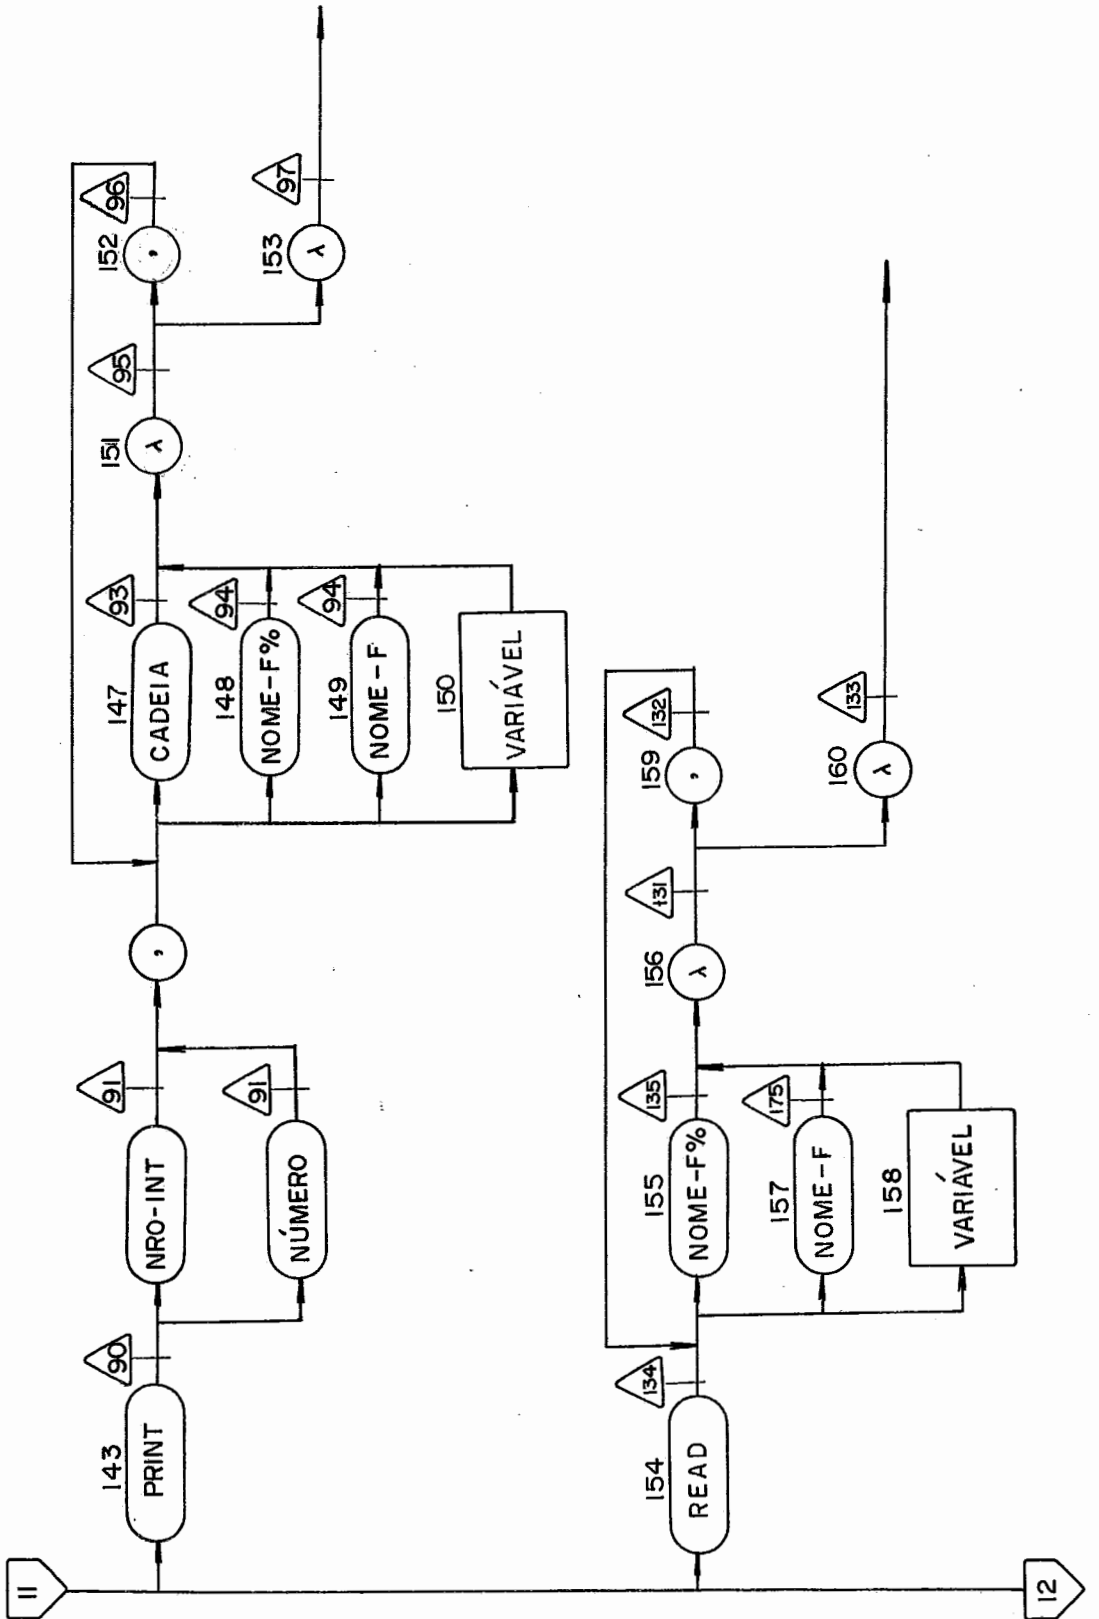 11
143
PRINT
90
NRO-INT
91
NÚMERO
91
,
147
CADEIA
93
148
NOME-F%
94
149
NOME-F
94
150
VARIÁVEL
151
λ
95
152
,
96
153
λ
97
154
READ
134
155
NOME-F%
135
157
NOME-F
175
158
VARIÁVEL
156
λ
131
159
,
132
160
λ
133
12